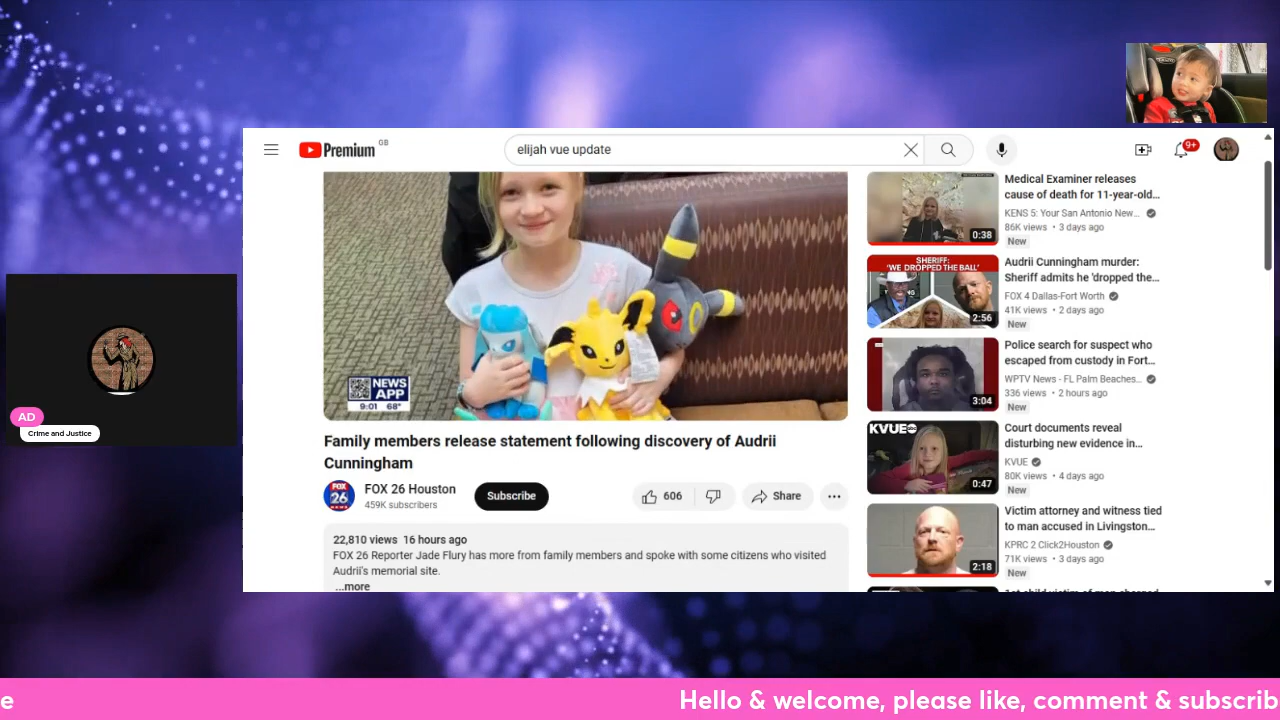 Premium GB
elijah vue update
9+
NEWS
APP
9:01 68°
Family members release statement following discovery of Audrii
Cunningham
FOX 26
FOX 26 Houston
459K subscribers
Subscribe
606
Share
...
22,810 views 16 hours ago
FOX 26 Reporter Jade Flury has more from family members and spoke with some citizens who visited
Audrii's memorial site.
...more
0:38
Medical Examiner releases
cause of death for 11-year-old...
KENS 5: Your San Antonio New...
86K views • 3 days ago
New
SHERIFF:
'WE DROPPED THE BALL'
2:56
Audrii Cunningham murder:
Sheriff admits he 'dropped the...
FOX 4 Dallas-Fort Worth
41K views • 2 days ago
New
3:04
Police search for suspect who
escaped from custody in Fort...
WPTV News - FL Palm Beaches...
336 views • 2 hours ago
New
KVUE
0:47
Court documents reveal
disturbing new evidence in...
KVUE
80K views • 4 days ago
New
2:18
Victim attorney and witness tied
to man accused in Livingston...
KPRC 2 Click2Houston
71K views • 3 days ago
New
AD
Crime and Justice
e
Hello & welcome, please like, comment & subscrib